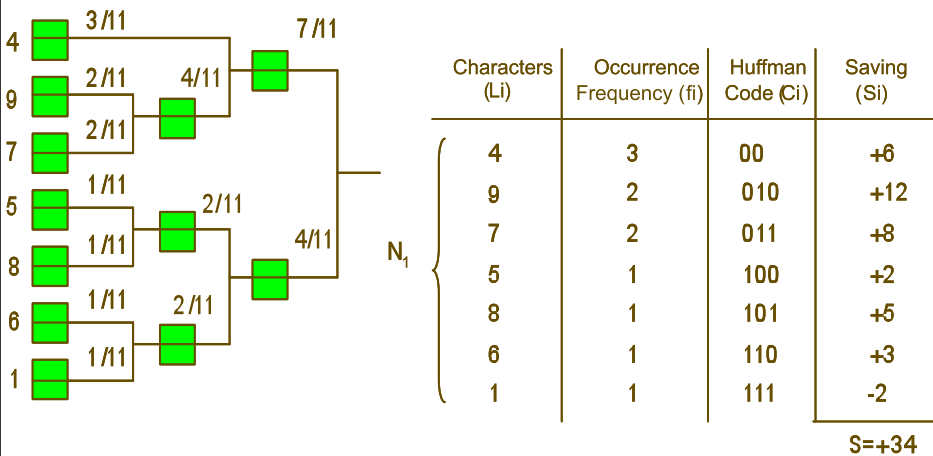 3/11
7/11
4
2/11
4/11
9
2/11
7
1/11
5
2/11
1/11
8
4/11
1/11
2/11
6
1/11
1
N1
Characters (Li) Occurrence Frequency (fi) Huffman Code (Ci) Saving (Si)
4 3 00 +6
9 2 010 +12
7 2 011 +8
5 1 100 +2
8 1 101 +5
6 1 110 +3
1 1 111 -2
S=+34